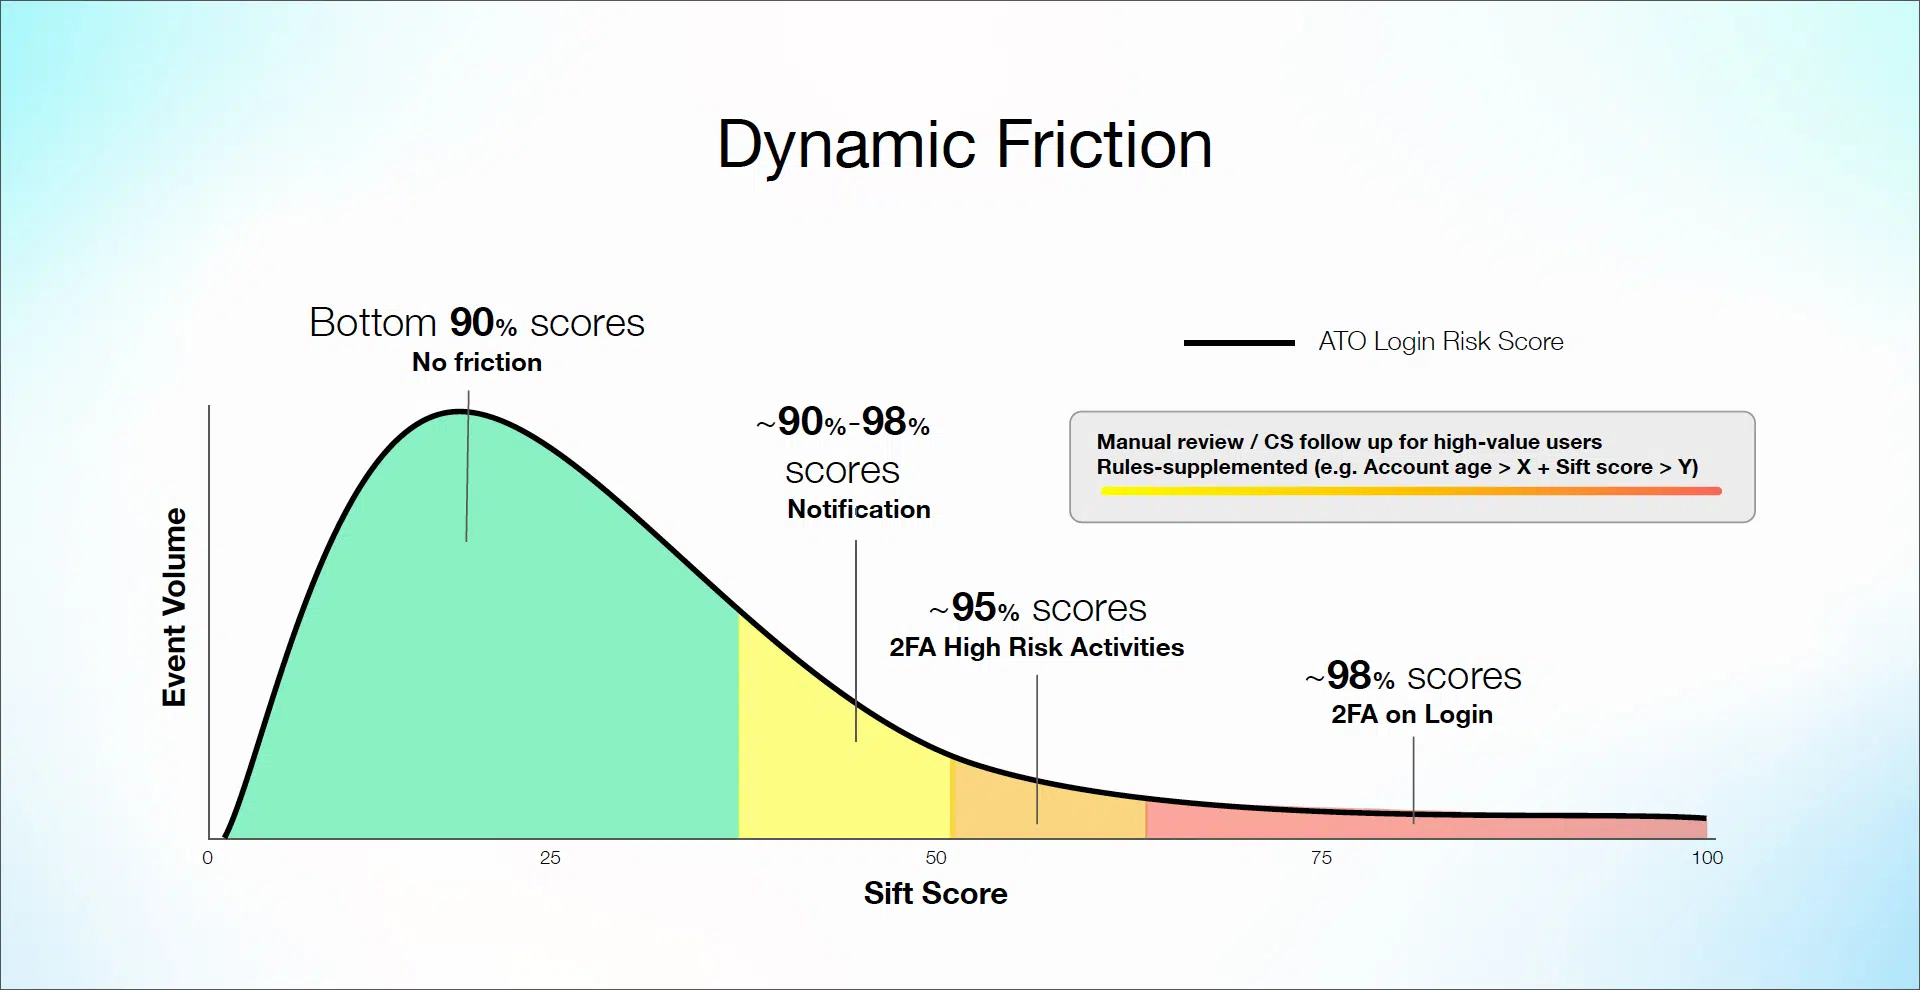 Dynamic Friction
Bottom 90% scores
No friction
ATO Login Risk Score
~90%-98%
scores
Notification
Manual review / CS follow up for high-value users
Rules-supplemented (e.g. Account age > X + Sift score > Y)
~95% scores
2FA High Risk Activities
~98% scores
2FA on Login
Event Volume
0 25 50 75 100
Sift Score